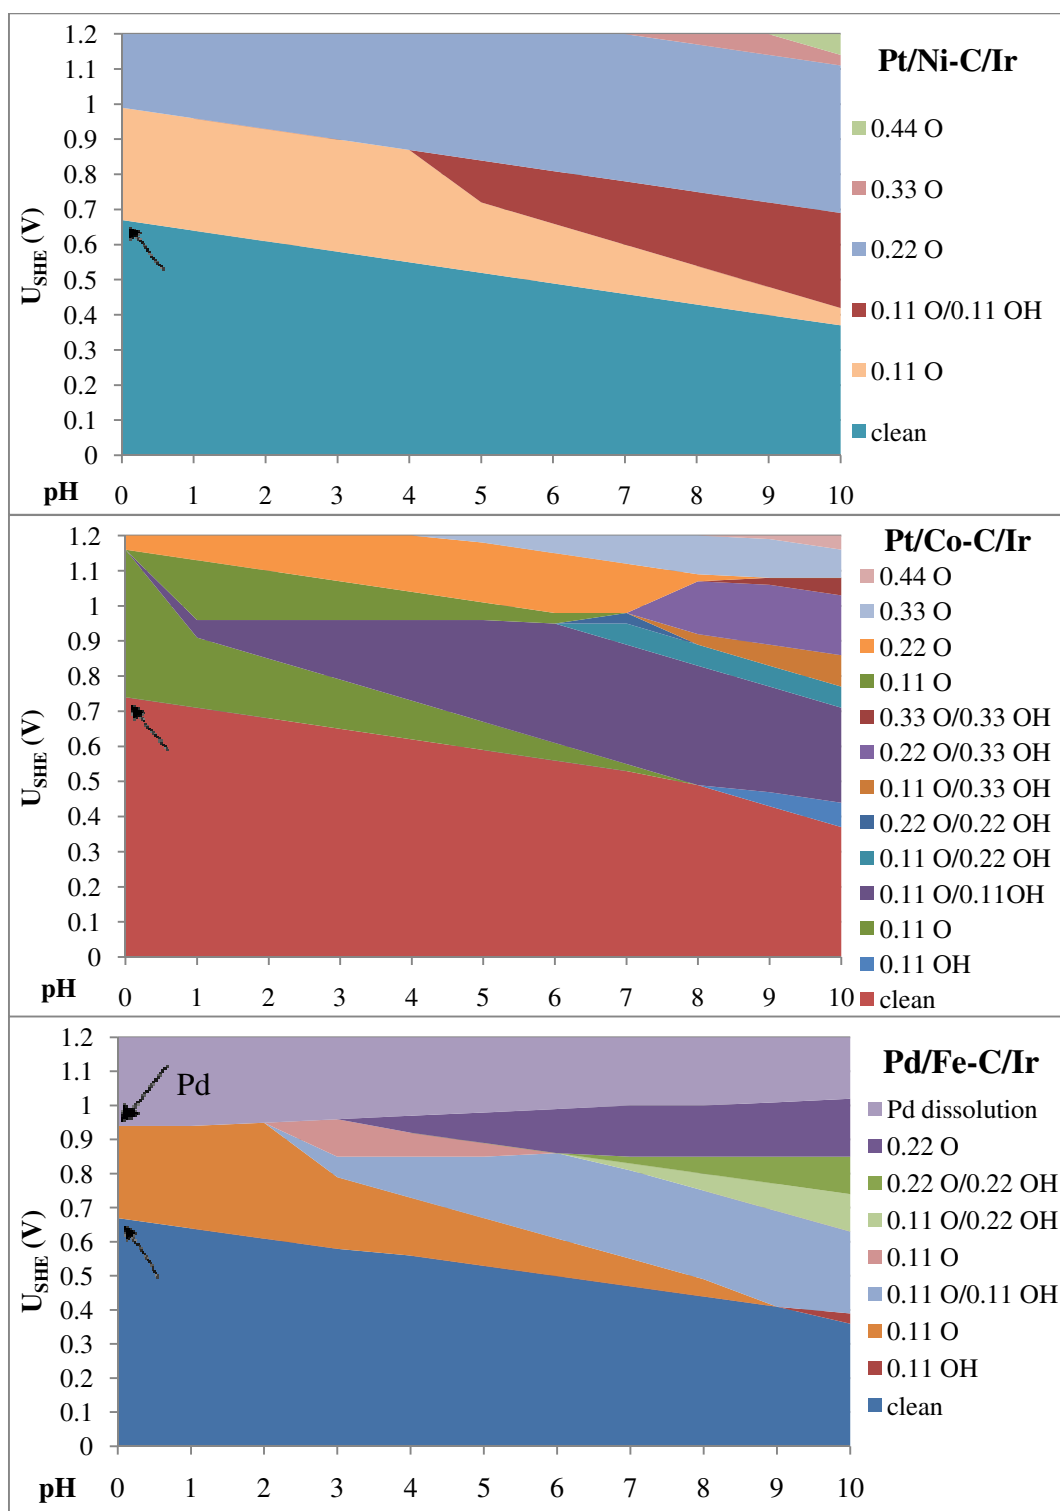 Pt/Ni-C/Ir
1.2
1.1
1
0.9
0.8
0.7
0.6
0.5
0.4
0.3
0.2
0.1
0
U_SHE (V)
pH
0 1 2 3 4 5 6 7 8 9 10
0.44 O
0.33 O
0.22 O
0.11 O/0.11 OH
0.11 O
clean
Pt/Co-C/Ir
1.2
1.1
1
0.9
0.8
0.7
0.6
0.5
0.4
0.3
0.2
0.1
0
U_SHE (V)
pH
0 1 2 3 4 5 6 7 8 9 10
0.44 O
0.33 O
0.22 O
0.11 O
0.33 O/0.33 OH
0.22 O/0.33 OH
0.11 O/0.33 OH
0.22 O/0.22 OH
0.11 O/0.22 OH
0.11 O/0.11OH
0.11 O
0.11 OH
clean
Pd/Fe-C/Ir
1.2
1.1
1
0.9
0.8
0.7
0.6
0.5
0.4
0.3
0.2
0.1
0
U_SHE (V)
Pd
pH
0 1 2 3 4 5 6 7 8 9 10
Pd dissolution
0.22 O
0.22 O/0.22 OH
0.11 O/0.22 OH
0.11 O
0.11 O/0.11 OH
0.11 O
0.11 OH
clean